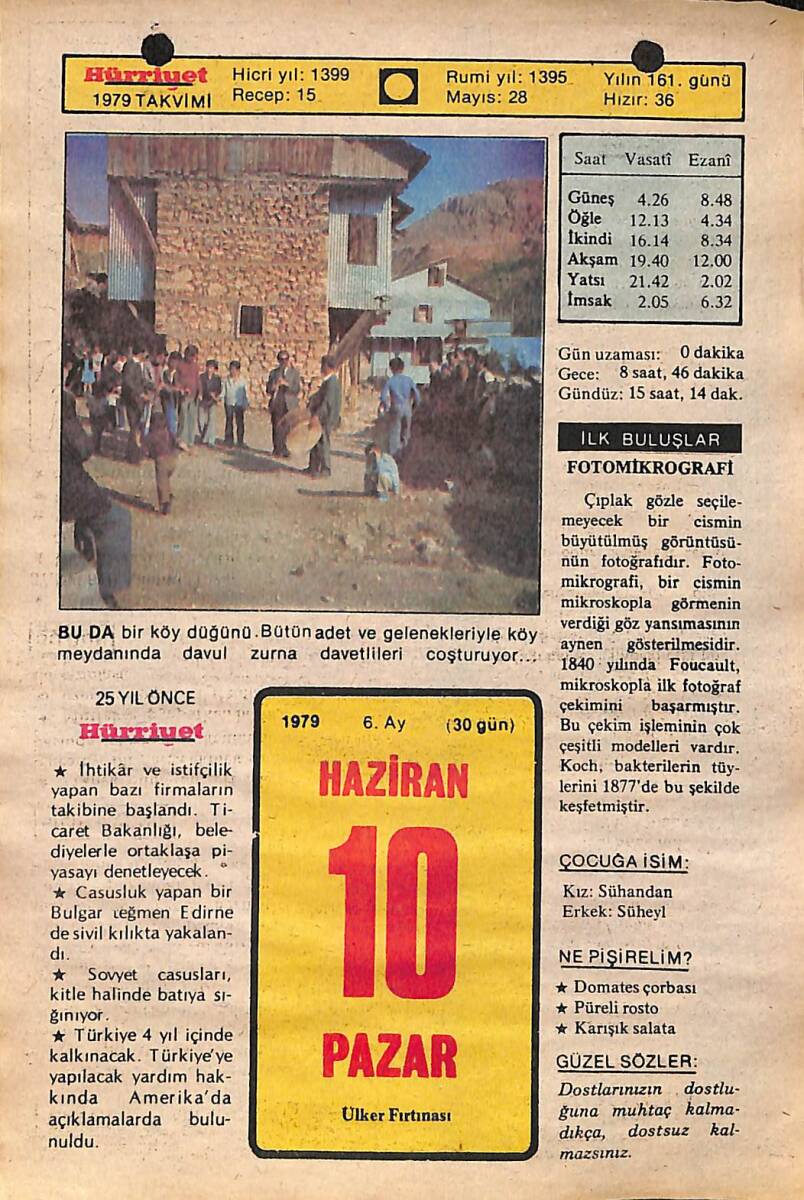 Hürriyet
1979 TAKVİMİ
Hicri yıl: 1399
Recep: 15
Rumi yıl: 1395
Mayıs: 28
Yılın 161. günü
Hızır: 36
Saat Vasatî Ezanî
Güneş 4.26 8.48
Öğle 12.13 4.34
İkindi 16.14 8.34
Akşam 19.40 12.00
Yatsı 21.42 2.02
İmsak 2.05 6.32
Gün uzaması: 0 dakika
Gece: 8 saat, 46 dakika
Gündüz: 15 saat, 14 dak.
İLK BULUŞLAR
FOTOMİKROGRAFİ
Çıplak gözle seçile-
meyecek bir cismin
büyütülmüş görüntüsü-
nün fotoğrafıdır. Foto-
mikrografi, bir cismin
mikroskopla görmenin
verdiği göz yansımasının
aynen gösterilmesidir.
1840 yılında Foucault,
mikroskopla ilk fotoğraf
çekimini başarmıştır.
Bu çekim işleminin çok
çeşitli modelleri vardır.
Koch, bakterilerin tüy-
lerini 1877'de bu şekilde
keşfetmiştir.
BU DA bir köy düğünü. Bütün adet ve gelenekleriyle köy
meydanında davul zurna davetlileri coşturuyor...
25 YIL ÖNCE
Hürriyet
★ İhtikâr ve istifçilik
yapan bazı firmaların
takibine başlandı. Ti-
caret Bakanlığı, bele-
diyelerle ortaklaşa pi-
yasayı denetleyecek.
★ Casusluk yapan bir
Bulgar teğmen Edirne
de sivil kılıkta yakalan-
dı.
★ Sovyet casusları,
kitle halinde batıya sı-
ğınıyor.
★ Türkiye 4 yıl içinde
kalkınacak. Türkiye'ye
yapılacak yardım hak-
kında Amerika'da
açıklamalarda bulu-
nuldu.
1979 6. Ay (30 gün)
HAZİRAN
10
PAZAR
Ülker Fırtınası
ÇOCUĞA İSİM:
Kız: Sühandan
Erkek: Süheyl
NE PİŞİRELİM?
★ Domates çorbası
★ Püreli rosto
★ Karışık salata
GÜZEL SÖZLER:
Dostlarınızın dostlu-
ğuna muhtaç kalma-
dıkça, dostsuz kal-
mazsınız.